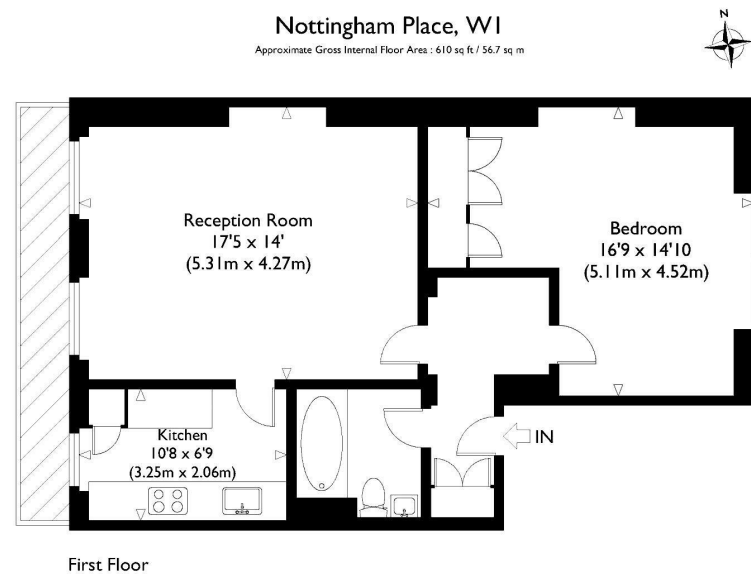 Nottingham Place, W1
Approximate Gross Internal Floor Area : 610 sq ft / 56.7 sq m
N
Reception Room
17'5 x 14'
(5.31m x 4.27m)
Bedroom
16'9 x 14'10
(5.11m x 4.52m)
Kitchen
10'8 x 6'9
(3.25m x 2.06m)
IN
First Floor